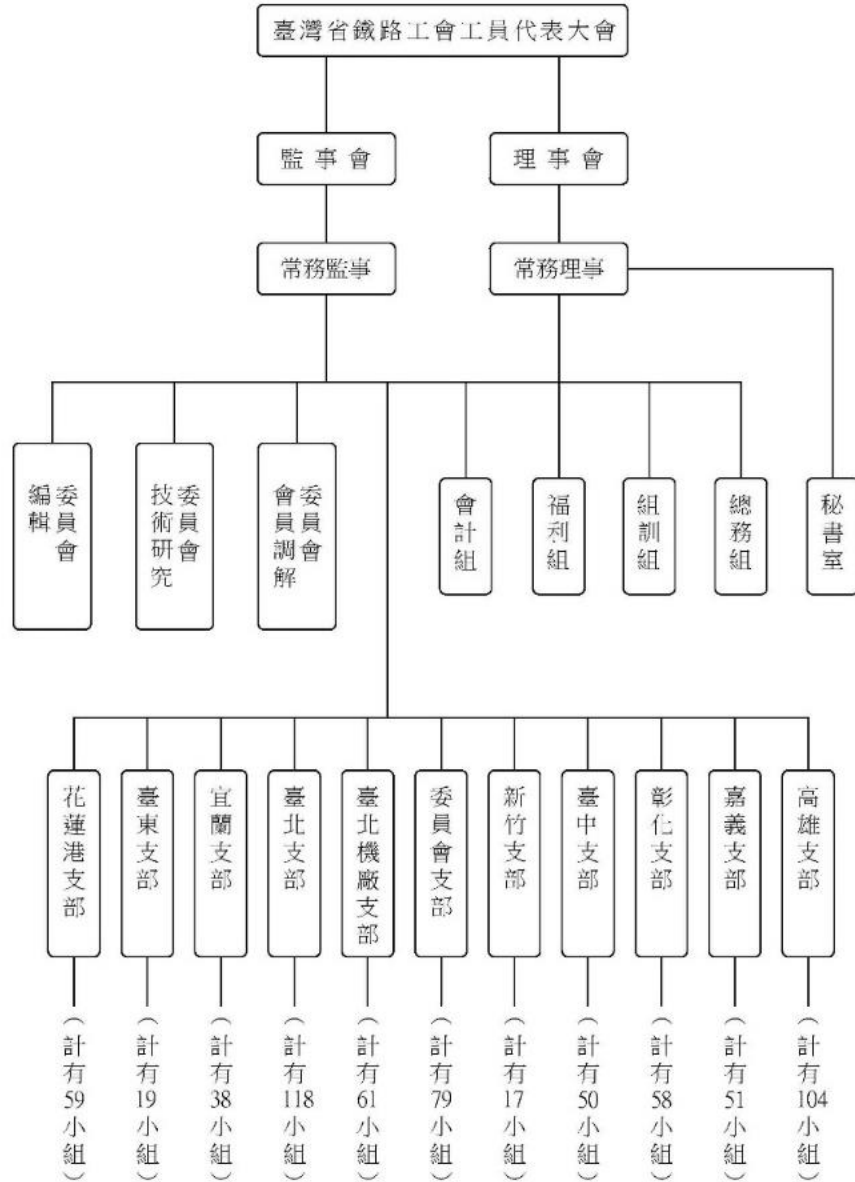 臺灣省鐵路工會工員代表大會
監事會
理事會
常務監事
常務理事
編輯委員會
技術研究委員會
會員調解委員會
會計組
福利組
組訓組
總務組
秘書室
花蓮港支部
臺東支部
宜蘭支部
臺北支部
臺北機廠支部
委員會支部
新竹支部
臺中支部
彰化支部
嘉義支部
高雄支部
(計有59小組)
(計有19小組)
(計有38小組)
(計有118小組)
(計有61小組)
(計有79小組)
(計有17小組)
(計有50小組)
(計有58小組)
(計有51小組)
(計有104小組)